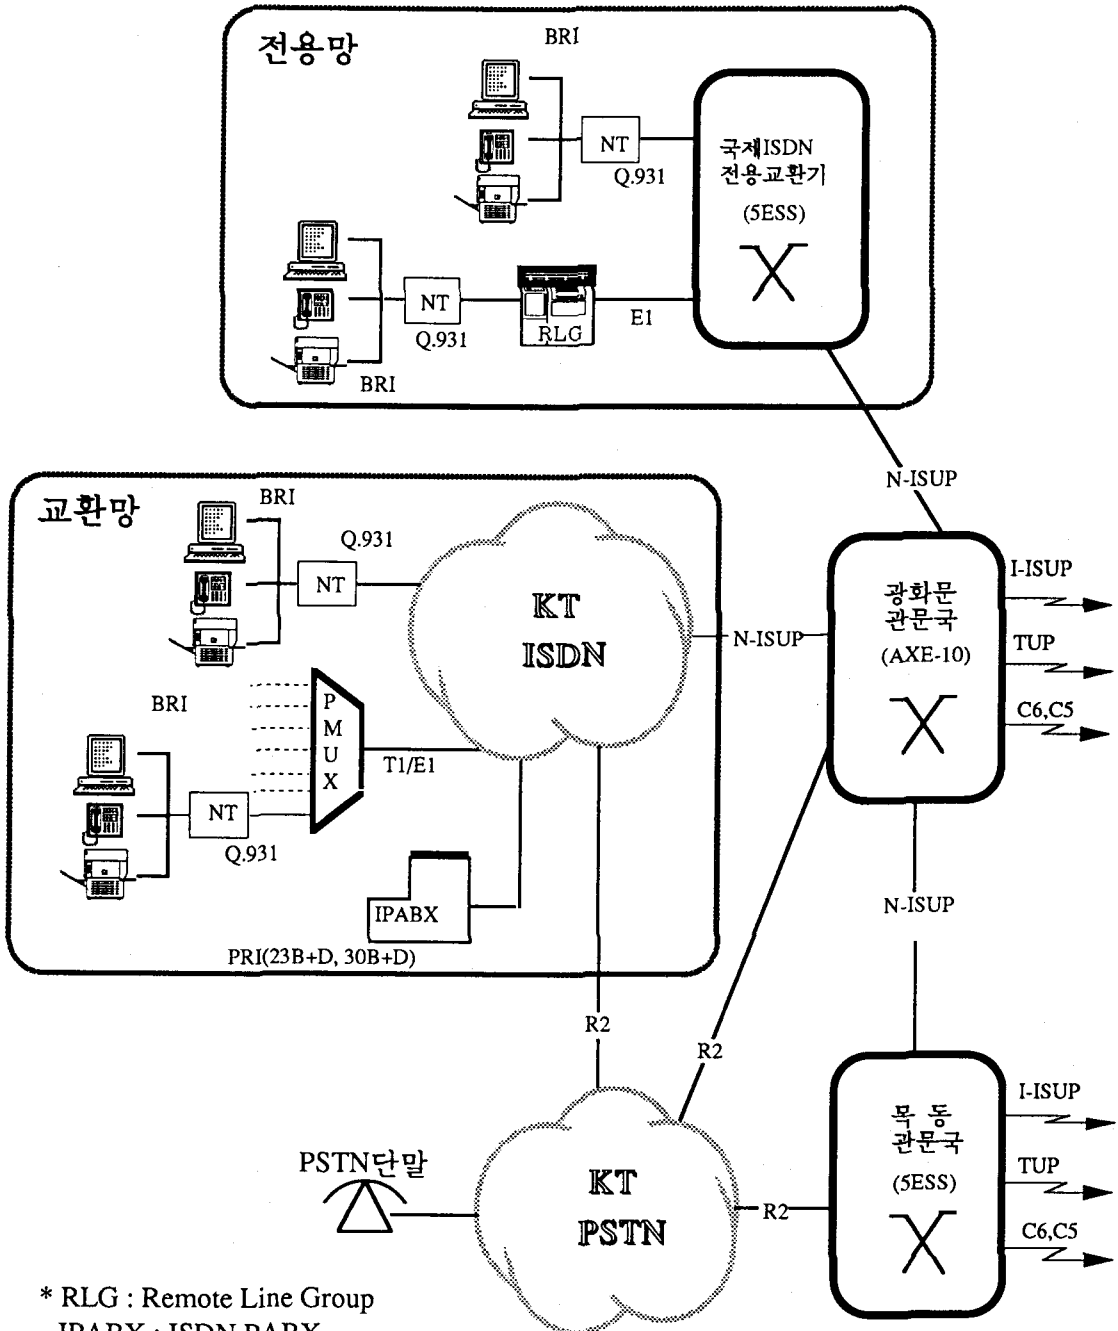 전용망
BRI
NT
Q.931
국제ISDN
전용교환기
(5ESS)
NT
Q.931
BRI
RLG
E1
N-ISUP
교환망
BRI
Q.931
NT
KT
ISDN
N-ISUP
광화문
관문국
(AXE-10)
I-ISUP
TUP
C6,C5
BRI
P
M
U
X
T1/E1
NT
Q.931
IPABX
PRI(23B+D, 30B+D)
N-ISUP
R2
R2
PSTN단말
KT
PSTN
R2
목 동
관문국
(5ESS)
I-ISUP
TUP
C6,C5
* RLG : Remote Line Group
IPABX : ISDN PABX